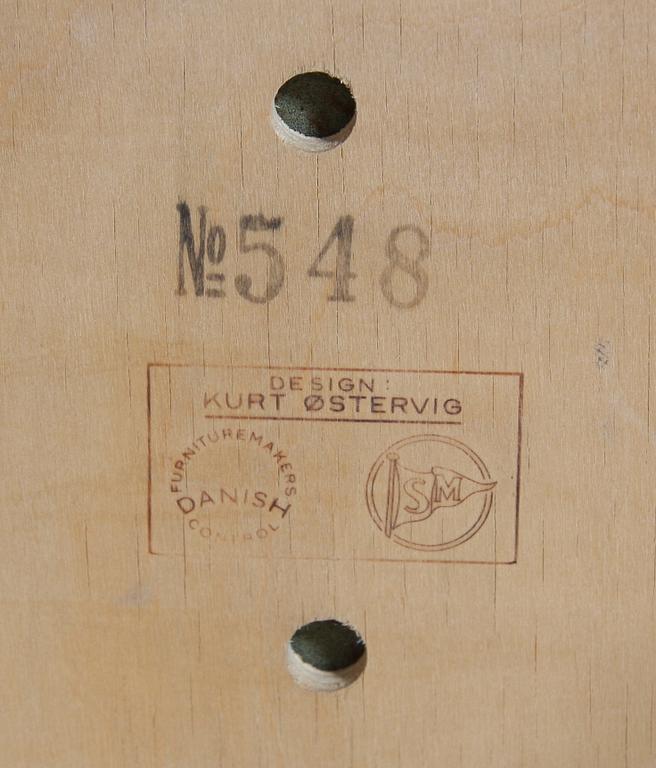 №548
DESIGN:
KURT ØSTERVIG
FURNITUREMAKERS
DANISH
CONTROL
SM